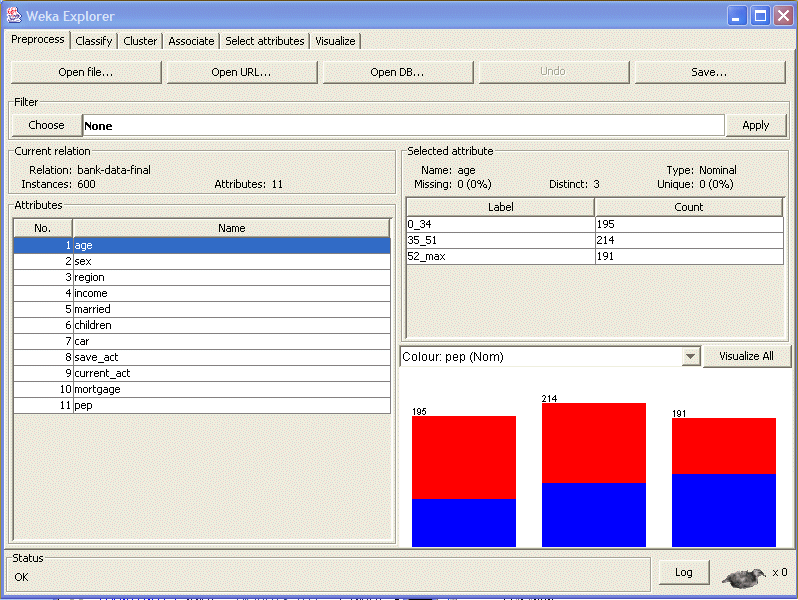 Weka Explorer
Preprocess Classify Cluster Associate Select attributes Visualize
Open file... Open URL... Open DB... Undo Save...
Filter
Choose None Apply
Current relation
Relation: bank-data-final
Instances: 600 Attributes: 11
Attributes
No. Name
1 age
2 sex
3 region
4 income
5 married
6 children
7 car
8 save_act
9 current_act
10 mortgage
11 pep
Selected attribute
Name: age Type: Nominal
Missing: 0 (0%) Distinct: 3 Unique: 0 (0%)
Label Count
0_34 195
35_51 214
52_max 191
Colour: pep (Nom) Visualize All
195 214 191
Status
OK
Log x 0